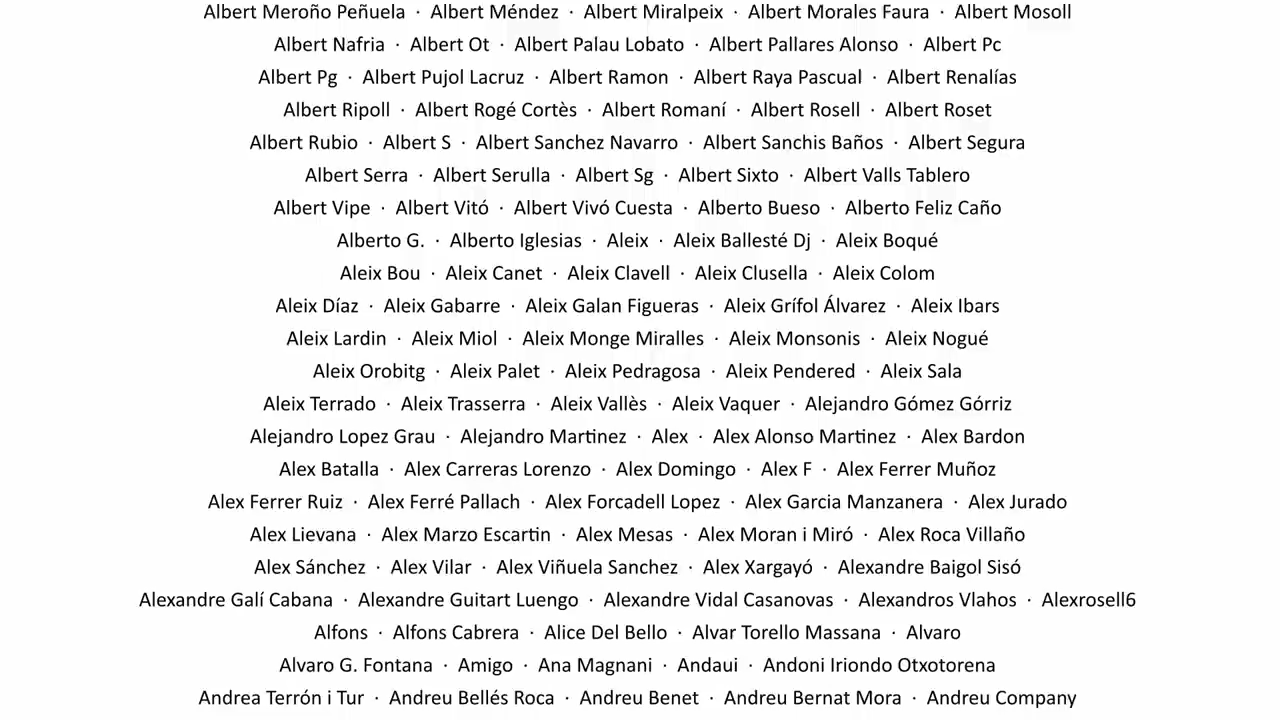 Albert Meroño Peñuela · Albert Méndez · Albert Miralpeix · Albert Morales Faura · Albert Mosoll
Albert Nafria · Albert Ot · Albert Palau Lobato · Albert Pallares Alonso · Albert Pc
Albert Pg · Albert Pujol Lacruz · Albert Ramon · Albert Raya Pascual · Albert Renalías
Albert Ripoll · Albert Rogé Cortès · Albert Romaní · Albert Rosell · Albert Roset
Albert Rubio · Albert S · Albert Sanchez Navarro · Albert Sanchis Baños · Albert Segura
Albert Serra · Albert Serulla · Albert Sg · Albert Sixto · Albert Valls Tablero
Albert Vipe · Albert Vitó · Albert Vivó Cuesta · Alberto Bueso · Alberto Feliz Caño
Alberto G. · Alberto Iglesias · Aleix · Aleix Ballesté Dj · Aleix Boqué
Aleix Bou · Aleix Canet · Aleix Clavell · Aleix Clusella · Aleix Colom
Aleix Díaz · Aleix Gabarre · Aleix Galan Figueras · Aleix Grífol Álvarez · Aleix Ibars
Aleix Lardin · Aleix Miol · Aleix Monge Miralles · Aleix Monsonis · Aleix Nogué
Aleix Orobitg · Aleix Palet · Aleix Pedragosa · Aleix Pendered · Aleix Sala
Aleix Terrado · Aleix Trasserra · Aleix Vallès · Aleix Vaquer · Alejandro Gómez Górriz
Alejandro Lopez Grau · Alejandro Martinez · Alex · Alex Alonso Martinez · Alex Bardon
Alex Batalla · Alex Carreras Lorenzo · Alex Domingo · Alex F · Alex Ferrer Muñoz
Alex Ferrer Ruiz · Alex Ferré Pallach · Alex Forcadell Lopez · Alex Garcia Manzanera · Alex Jurado
Alex Lievana · Alex Marzo Escartin · Alex Mesas · Alex Moran i Miró · Alex Roca Villaño
Alex Sánchez · Alex Vilar · Alex Viñuela Sanchez · Alex Xargayó · Alexandre Baigol Sisó
Alexandre Galí Cabana · Alexandre Guitart Luengo · Alexandre Vidal Casanovas · Alexandros Vlahos · Alexrosell6
Alfons · Alfons Cabrera · Alice Del Bello · Alvar Torello Massana · Alvaro
Alvaro G. Fontana · Amigo · Ana Magnani · Andaui · Andoni Iriondo Otxotorena
Andrea Terrón i Tur · Andreu Bellés Roca · Andreu Benet · Andreu Bernat Mora · Andreu Company